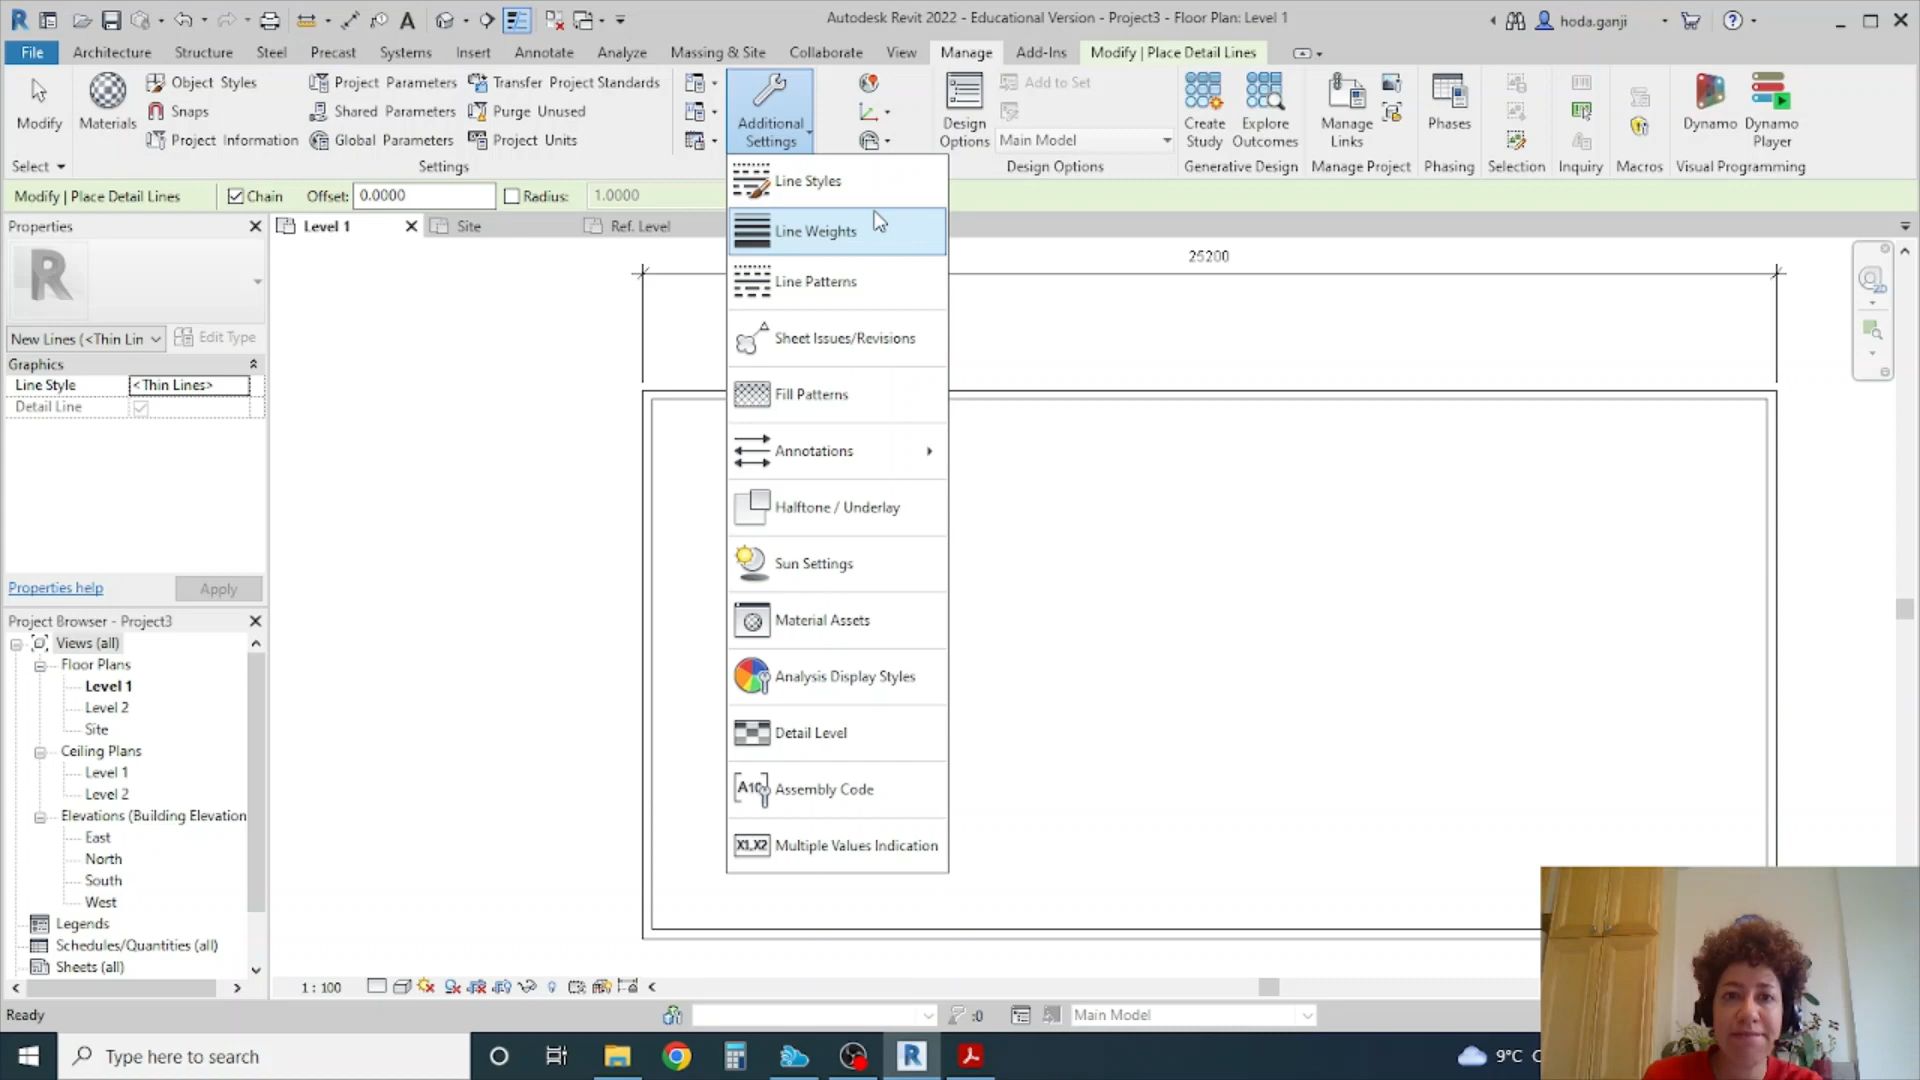 Autodesk Revit 2022 - Educational Version - Project3 - Floor Plan: Level 1
hoda.ganji
File Architecture Structure Steel Precast Systems Insert Annotate Analyze Massing & Site Collaborate View Manage Add-Ins Modify | Place Detail Lines
Modify
Materials
Object Styles
Snaps
Project Information
Project Parameters
Shared Parameters
Global Parameters
Transfer Project Standards
Purge Unused
Project Units
Additional
Settings
Design
Options
Add to Set
Main Model
Create
Study
Explore
Outcomes
Manage
Links
Phases
Dynamo
Dynamo
Player
Select
Settings
Design Options
Generative Design
Manage Project
Phasing
Selection
Inquiry
Macros
Visual Programming
Modify | Place Detail Lines
Chain
Offset: 0.0000
Radius: 1.0000
Properties
Level 1
Site
Ref. Level
R
New Lines (<Thin Lin
Edit Type
Graphics
Line Style <Thin Lines>
Detail Line
Properties help
Apply
Project Browser - Project3
Views (all)
Floor Plans
Level 1
Level 2
Site
Ceiling Plans
Level 1
Level 2
Elevations (Building Elevation
East
North
South
West
Legends
Schedules/Quantities (all)
Sheets (all)
Line Styles
Line Weights
Line Patterns
Sheet Issues/Revisions
Fill Patterns
Annotations
Halftone / Underlay
Sun Settings
Material Assets
Analysis Display Styles
Detail Level
Assembly Code
X1,X2 Multiple Values Indication
25200
2D
1 : 100
Ready
:0
Main Model
Type here to search
R
9°C